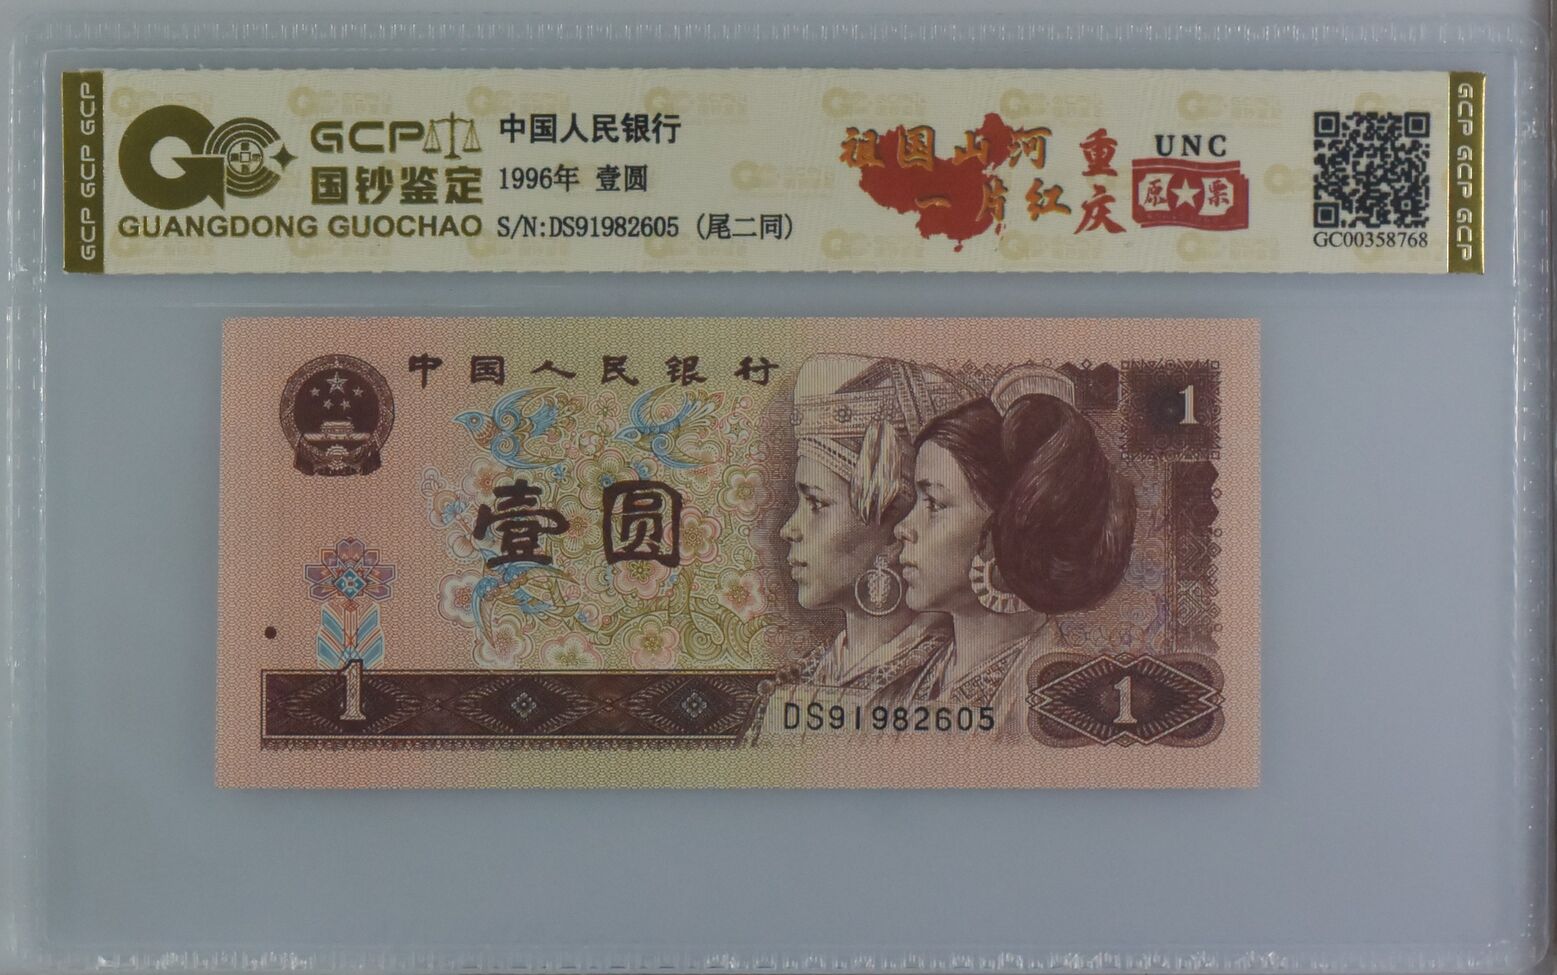 GCP GCP GCP
GCP
国钞鉴定
GUANGDONG GUOCHAO
中国人民银行
1996年 壹圆
S/N:DS91982605 (尾二同)
祖国山河
一片红
重庆
UNC
原★票
GC00358768
GCP GCP GCP
中国人民银行
1
壹圆
1
DS91982605
1